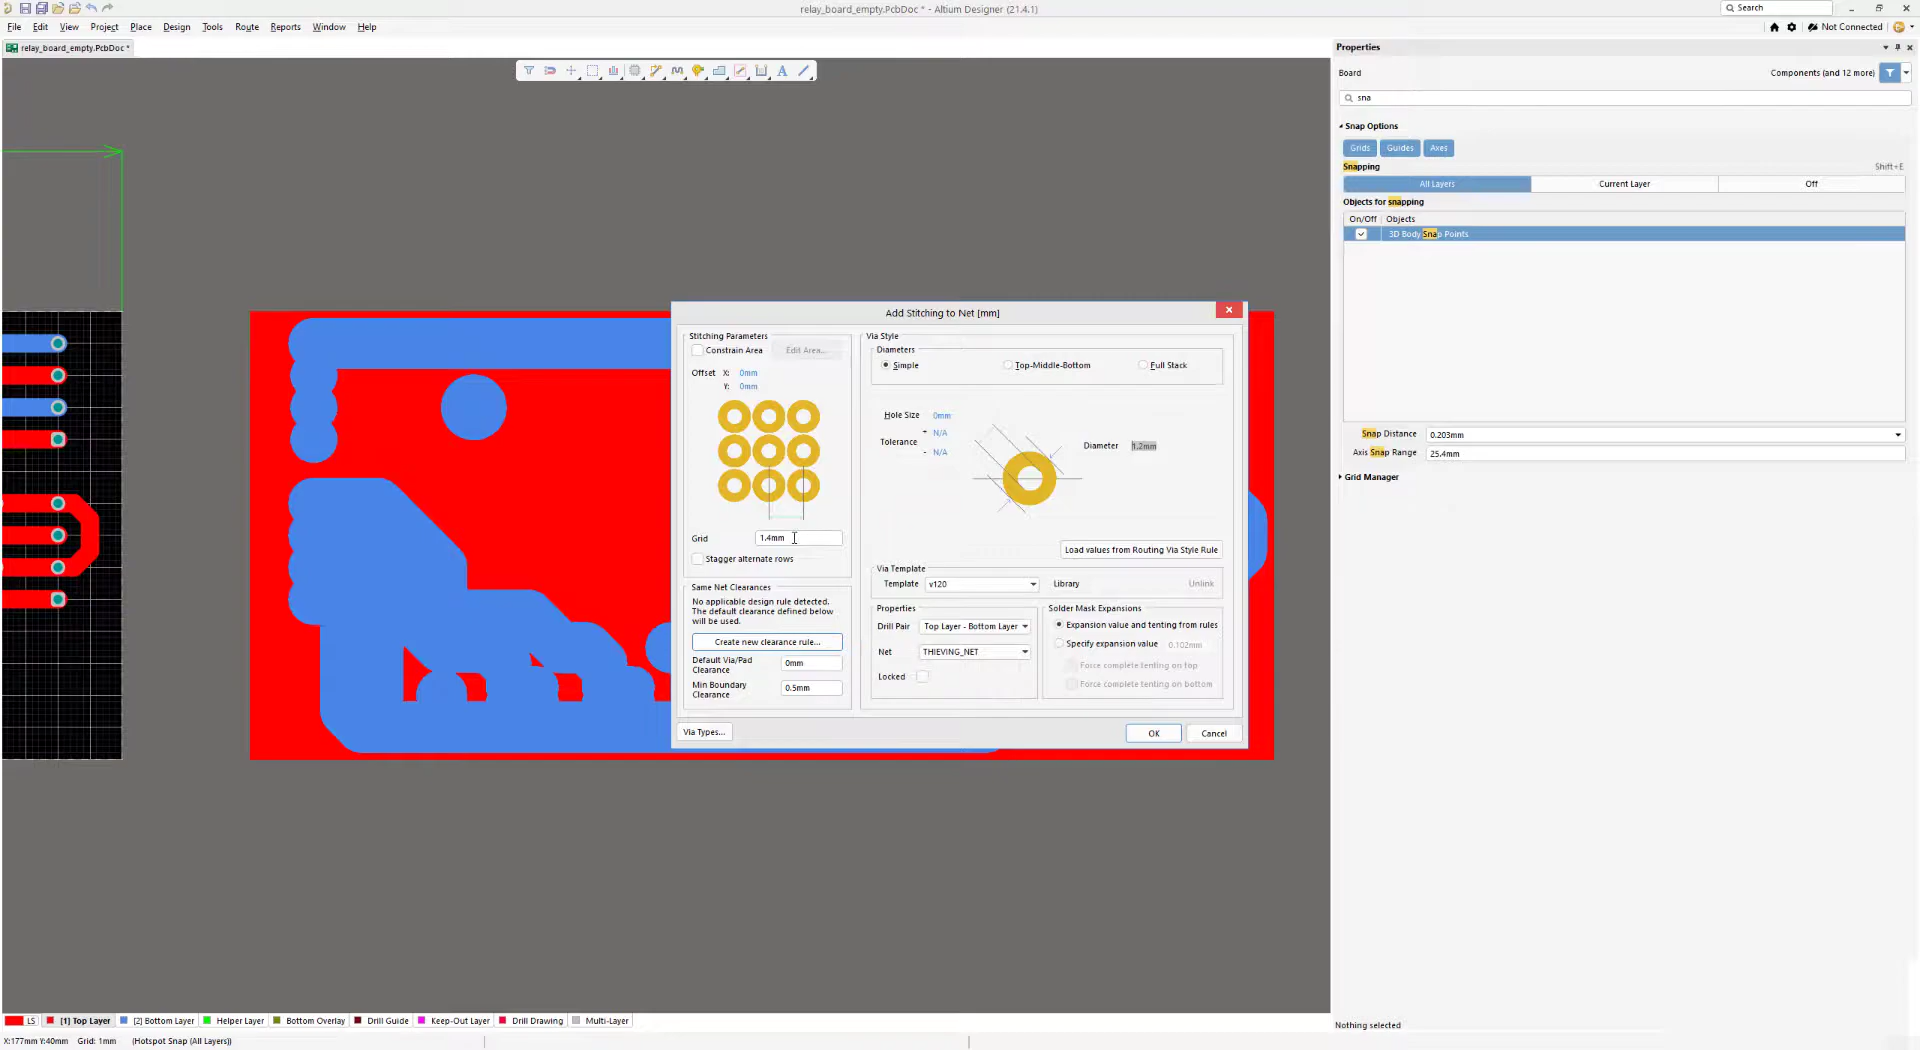 relay_board_empty.PcbDoc * - Altium Designer (21.4.1)
Search
File Edit View Project Place Design Tools Route Reports Window Help
Not Connected
relay_board_empty.PcbDoc *
Properties
Board
Components (and 12 more)
sna
Snap Options
Grids Guides Axes
Snapping
Shift+E
All Layers Current Layer Off
Objects for snapping
On/Off Objects
3D Body Snap Points
Snap Distance 0.203mm
Axis Snap Range 25.4mm
Grid Manager
Nothing selected
Add Stitching to Net [mm]
Stitching Parameters
Constrain Area Edit Area...
Offset X: 0mm
Y: 0mm
Grid 1.4mm
Stagger alternate rows
Same Net Clearances
No applicable design rule detected.
The default clearance defined below
will be used.
Create new clearance rule...
Default Via/Pad
Clearance
0mm
Min Boundary
Clearance
0.5mm
Via Types...
Via Style
Diameters
Simple Top-Middle-Bottom Full Stack
Hole Size 0mm
Tolerance
+ N/A
- N/A
Diameter 1.2mm
Load values from Routing Via Style Rule
Via Template
Template v120 Library Unlink
Properties
Drill Pair Top Layer - Bottom Layer
Net THIEVING_NET
Locked
Solder Mask Expansions
Expansion value and tenting from rules
Specify expansion value 0.102mm
Force complete tenting on top
Force complete tenting on bottom
OK Cancel
LS [1] Top Layer [2] Bottom Layer Helper Layer Bottom Overlay Drill Guide Keep-Out Layer Drill Drawing Multi-Layer
X:177mm Y:40mm Grid: 1mm (Hotspot Snap (All Layers))